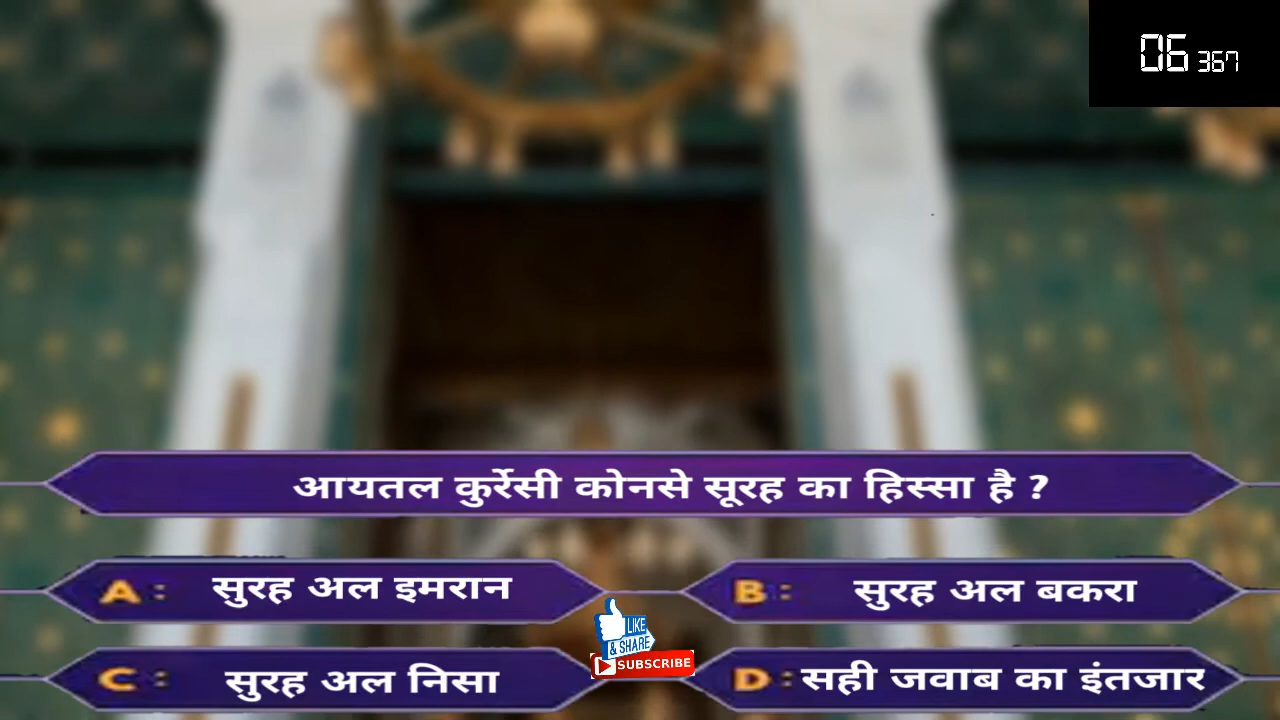 06 367
आयतल कुर्रेसी कोनसे सूरह का हिस्सा है ?
A : सुरह अल इमरान
B : सुरह अल बकरा
LIKE
& SHARE
SUBSCRIBE
C : सुरह अल निसा
D : सही जवाब का इंतजार